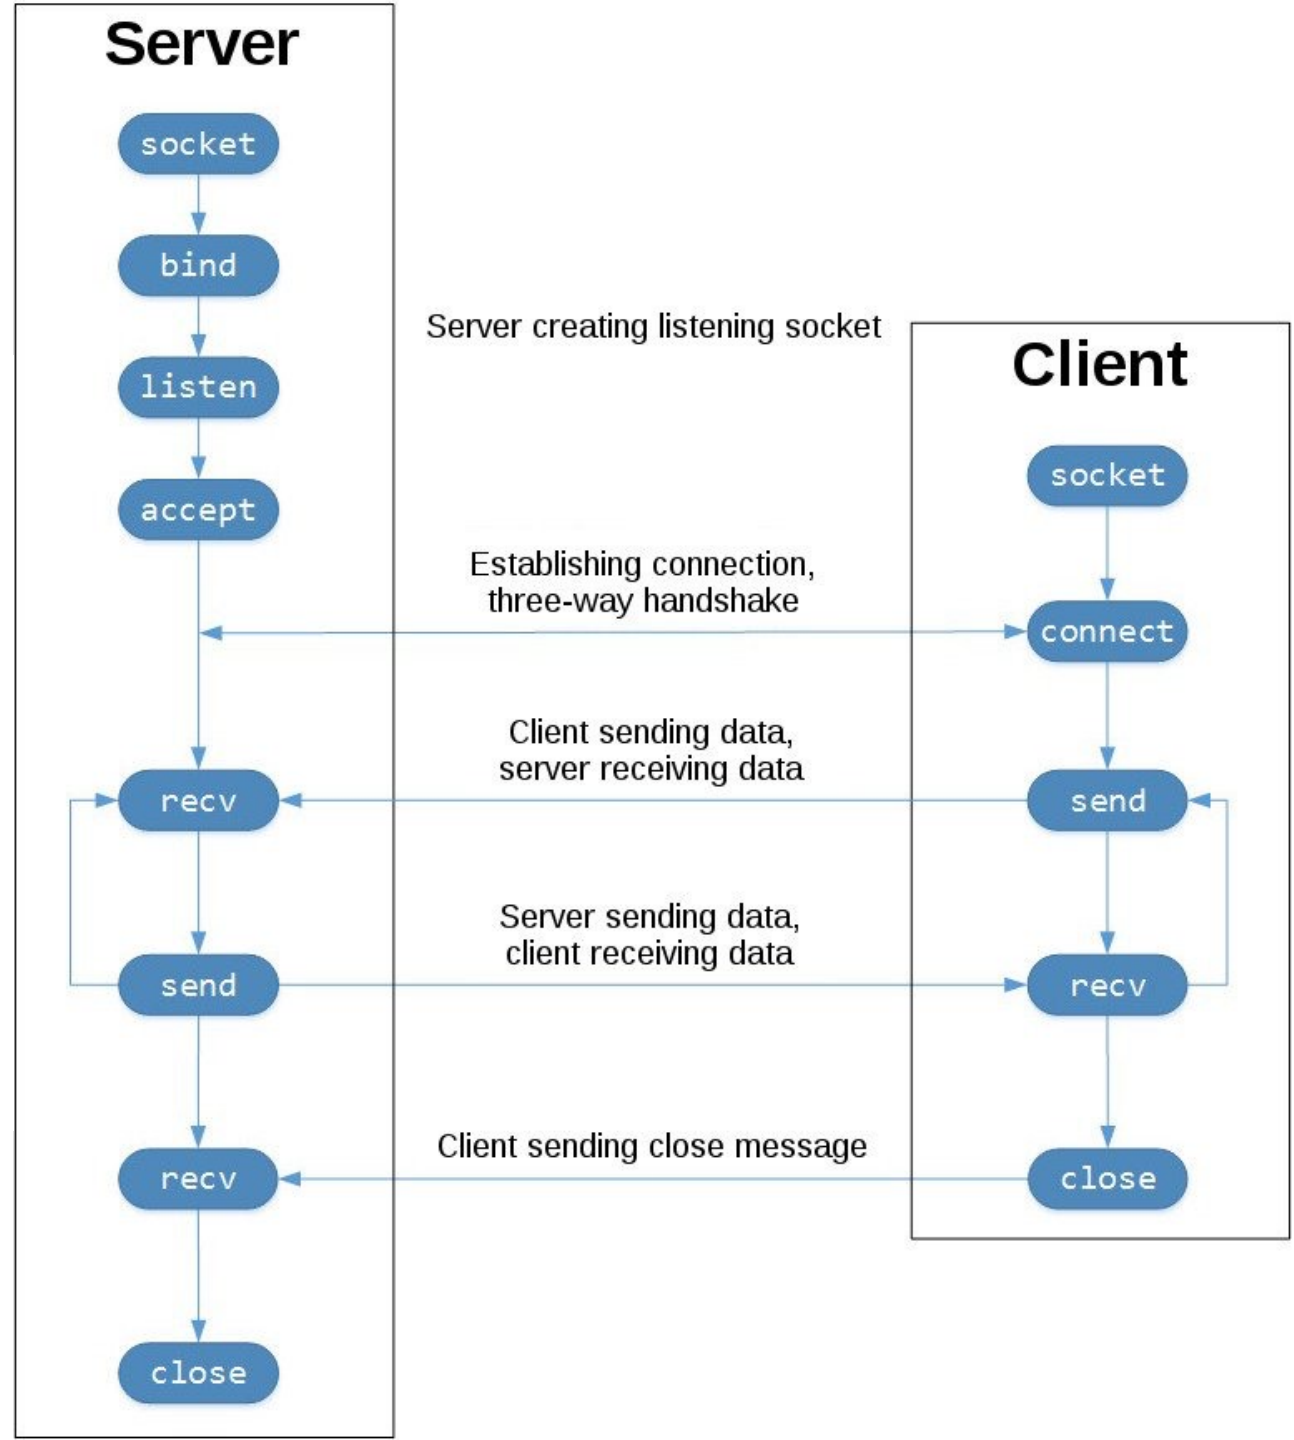 Server
socket
bind
listen
accept
recv
send
recv
close
Server creating listening socket
Establishing connection,
three-way handshake
Client sending data,
server receiving data
Server sending data,
client receiving data
Client sending close message
Client
socket
connect
send
recv
close